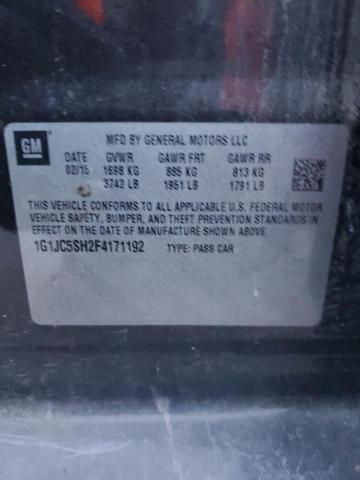 GM
MFD BY GENERAL MOTORS LLC
DATE GVWR GAWR FRT GAWR RR
02/15 1698 KG 885 KG 813 KG
3742 LB 1951 LB 1791 LB
THIS VEHICLE CONFORMS TO ALL APPLICABLE U.S. FEDERAL MOTOR
VEHICLE SAFETY, BUMPER, AND THEFT PREVENTION STANDARDS
IN EFFECT ON THE DATE OF MANUFACTURE SHOWN ABOVE.
1G1JC5SH2F4171192 TYPE: PASS CAR